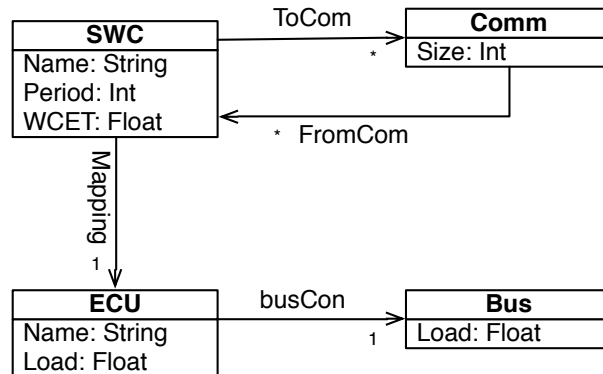 ToCom
SWC
Comm
Name: String
Size: Int
*
Period: Int
WCET: Float
* FromCom
Mapping
1
ECU
busCon
Bus
Name: String
Load: Float
1
Load: Float